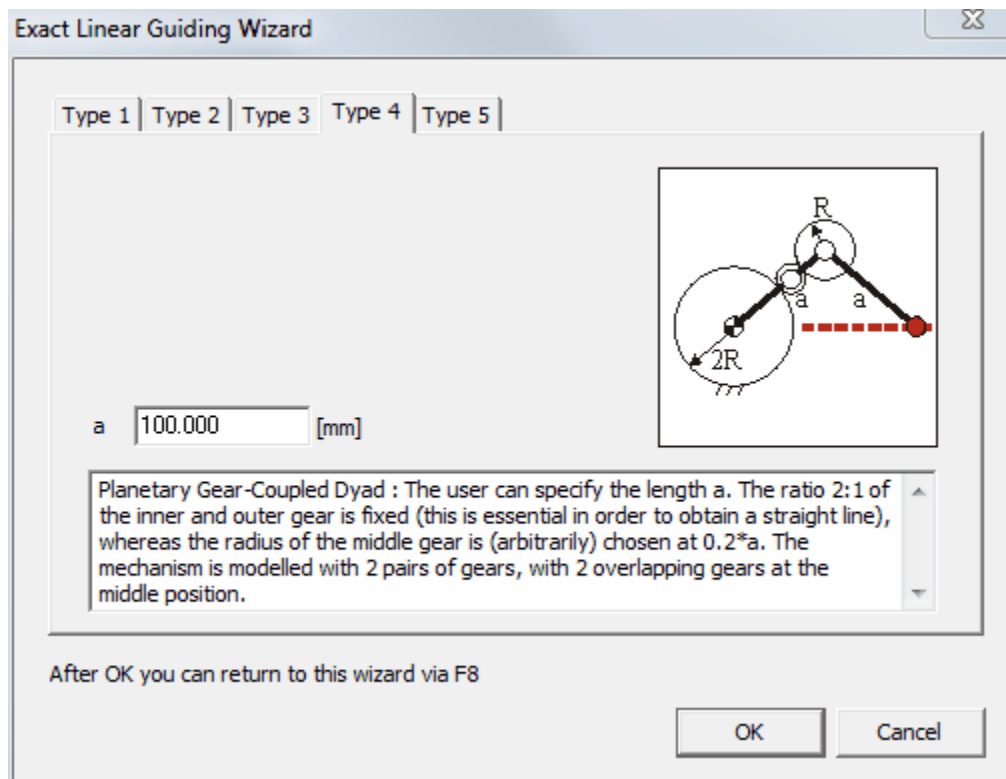 Exact Linear Guiding Wizard
Type 1 Type 2 Type 3 Type 4 Type 5
R
a a
2R
a 100.000 [mm]
Planetary Gear-Coupled Dyad : The user can specify the length a. The ratio 2:1 of
the inner and outer gear is fixed (this is essential in order to obtain a straight line),
whereas the radius of the middle gear is (arbitrarily) chosen at 0.2*a. The
mechanism is modelled with 2 pairs of gears, with 2 overlapping gears at the
middle position.
After OK you can return to this wizard via F8
OK Cancel